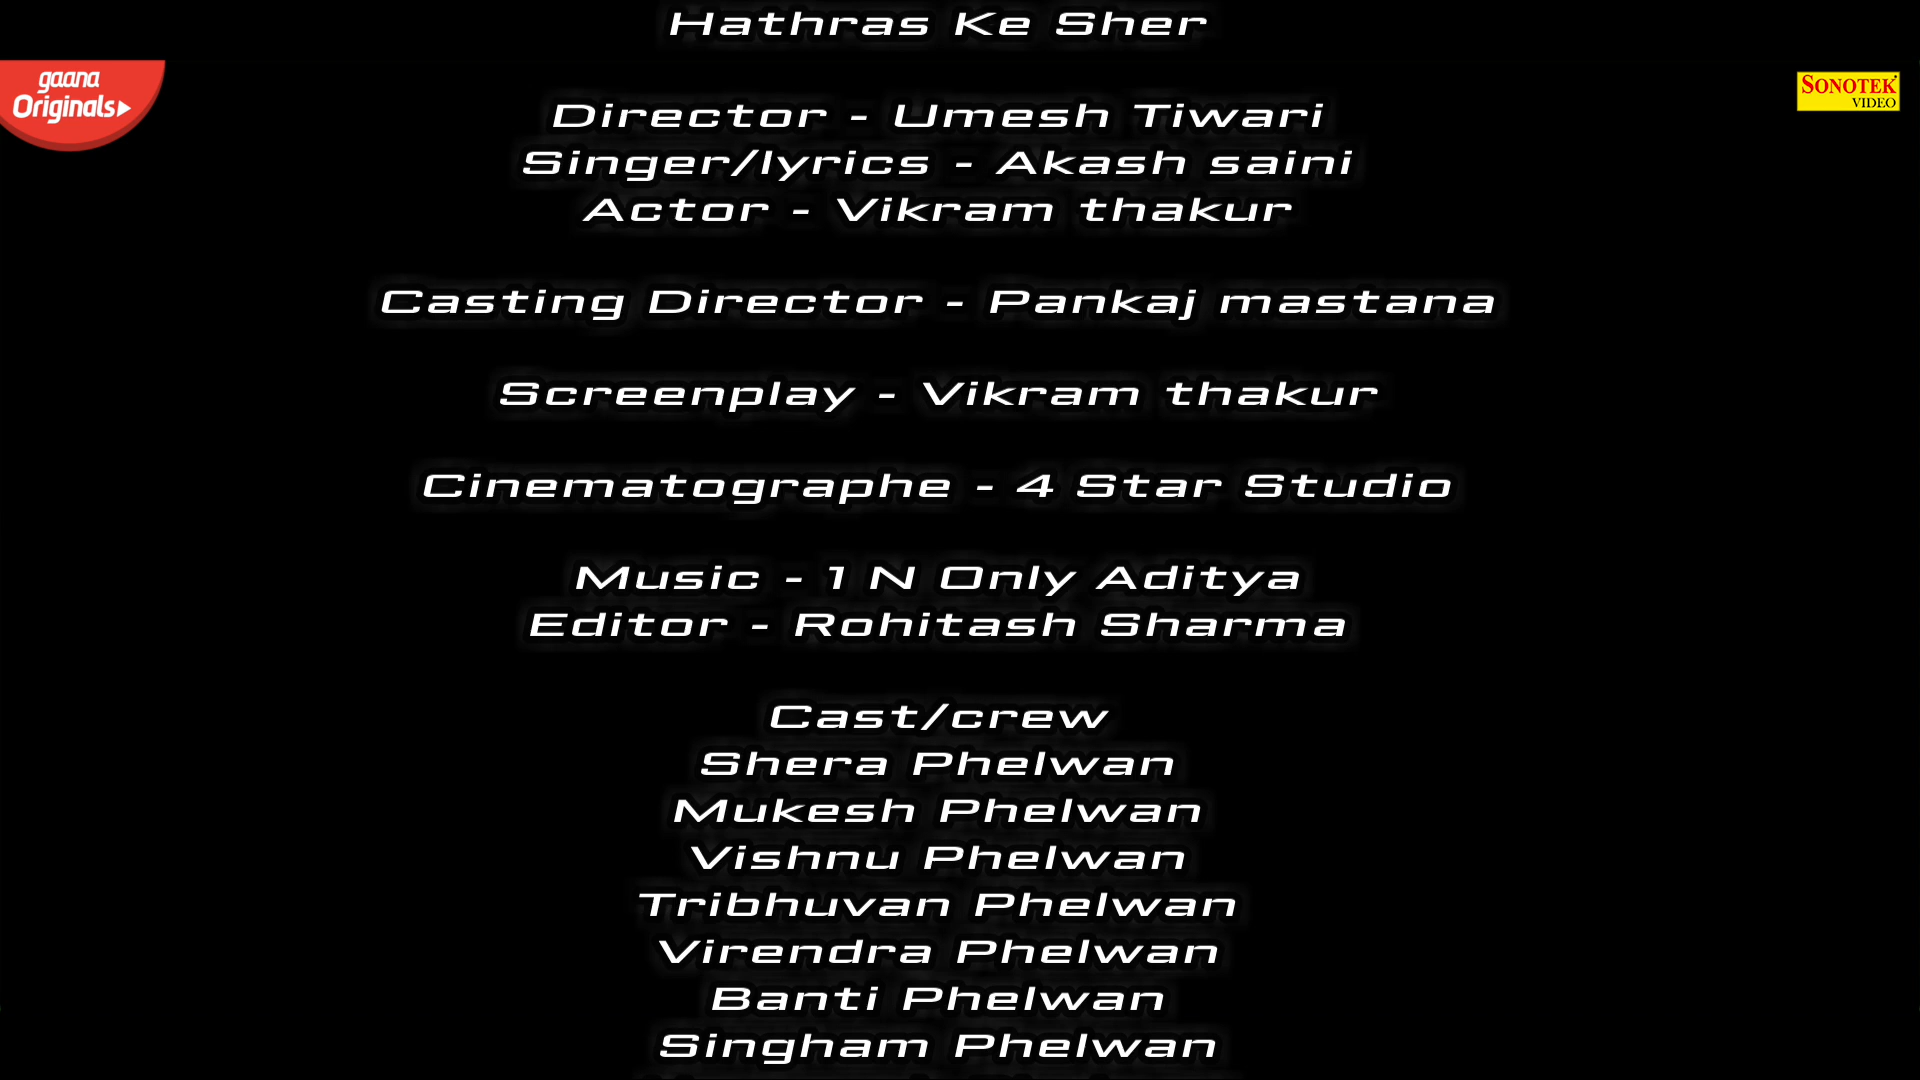 Hathras Ke Sher
gaana
Originals
SONOTEK
VIDEO
Director - Umesh Tiwari
Singer/lyrics - Akash saini
Actor - Vikram thakur
Casting Director - Pankaj mastana
Screenplay - Vikram thakur
Cinematographe - 4 Star Studio
Music - 1 N Only Aditya
Editor - Rohitash Sharma
Cast/crew
Shera Phelwan
Mukesh Phelwan
Vishnu Phelwan
Tribhuvan Phelwan
Virendra Phelwan
Banti Phelwan
Singham Phelwan